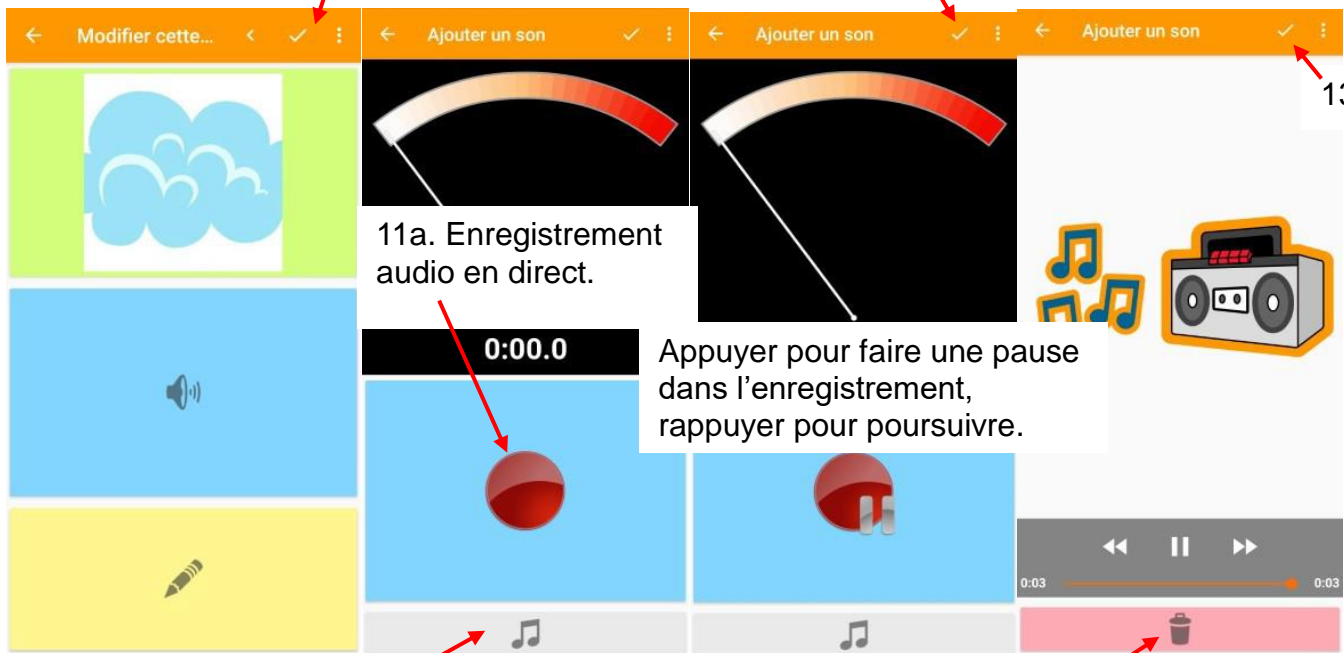 Modifier cette...
Ajouter un son
Ajouter un son
Ajouter un son
13
11a. Enregistrement
audio en direct.
0:00.0
Appuyer pour faire une pause
dans l’enregistrement,
rappuyer pour poursuivre.
0:03
0:03